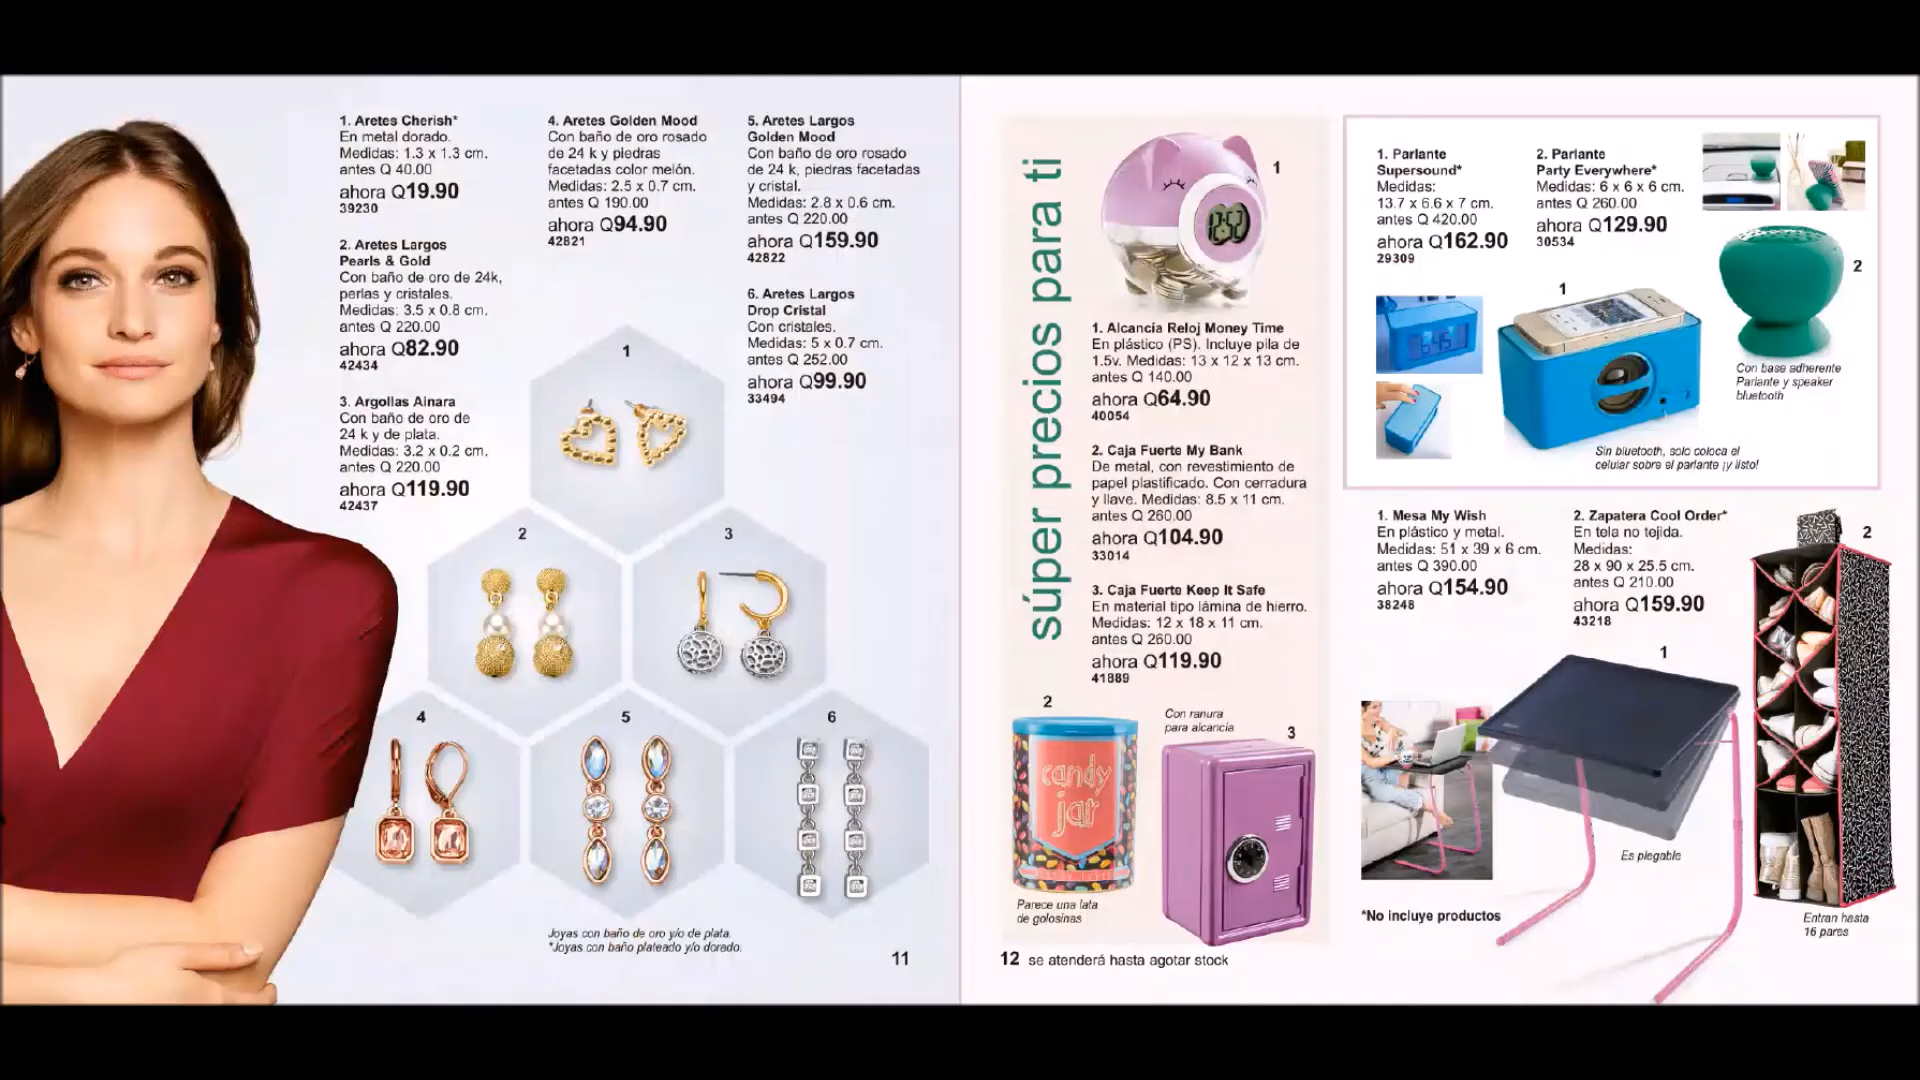 1. Aretes Cherish*
En metal dorado.
Medidas: 1.3 x 1.3 cm.
antes Q 40.00
ahora Q19.90
39230
2. Aretes Largos
Pearls & Gold
Con baño de oro de 24k,
perlas y cristales.
Medidas: 3.5 x 0.8 cm.
antes Q 220.00
ahora Q82.90
42434
3. Argollas Ainara
Con baño de oro de
24 k y de plata.
Medidas: 3.2 x 0.2 cm.
antes Q 220.00
ahora Q119.90
42437
4. Aretes Golden Mood
Con baño de oro rosado
de 24 k y piedras
facetadas color melón.
Medidas: 2.5 x 0.7 cm.
antes Q 190.00
ahora Q94.90
42821
5. Aretes Largos
Golden Mood
Con baño de oro rosado
de 24 k, piedras facetadas
y cristal.
Medidas: 2.8 x 0.6 cm.
antes Q 220.00
ahora Q159.90
42822
6. Aretes Largos
Drop Cristal
Con cristales.
Medidas: 5 x 0.7 cm.
antes Q 252.00
ahora Q99.90
33494
1
2
3
4
5
6
Joyas con baño de oro y/o de plata.
*Joyas con baño plateado y/o dorado.
11
súper precios para ti
1
12:52
1. Alcancía Reloj Money Time
En plástico (PS). Incluye pila de
1.5v. Medidas: 13 x 12 x 13 cm.
antes Q 140.00
ahora Q64.90
40054
2. Caja Fuerte My Bank
De metal, con revestimiento de
papel plastificado. Con cerradura
y llave. Medidas: 8.5 x 11 cm.
antes Q 260.00
ahora Q104.90
33014
3. Caja Fuerte Keep It Safe
En material tipo lámina de hierro.
Medidas: 12 x 18 x 11 cm.
antes Q 260.00
ahora Q119.90
41889
2
Con ranura
para alcancía
3
candy
jar
Parece una lata
de golosinas
12 se atenderá hasta agotar stock
1. Parlante
Supersound*
Medidas:
13.7 x 6.6 x 7 cm.
antes Q 420.00
ahora Q162.90
29309
2. Parlante
Party Everywhere*
Medidas: 6 x 6 x 6 cm.
antes Q 260.00
ahora Q129.90
30534
2
1
6:45
Con base adherente
Parlante y speaker
bluetooth
Sin bluetooth, solo coloca el
celular sobre el parlante ¡y listo!
1. Mesa My Wish
En plástico y metal.
Medidas: 51 x 39 x 6 cm.
antes Q 390.00
ahora Q154.90
38248
2. Zapatera Cool Order*
En tela no tejida.
Medidas:
28 x 90 x 25.5 cm.
antes Q 210.00
ahora Q159.90
43218
2
1
Es plegable
*No incluye productos
Entran hasta
16 pares